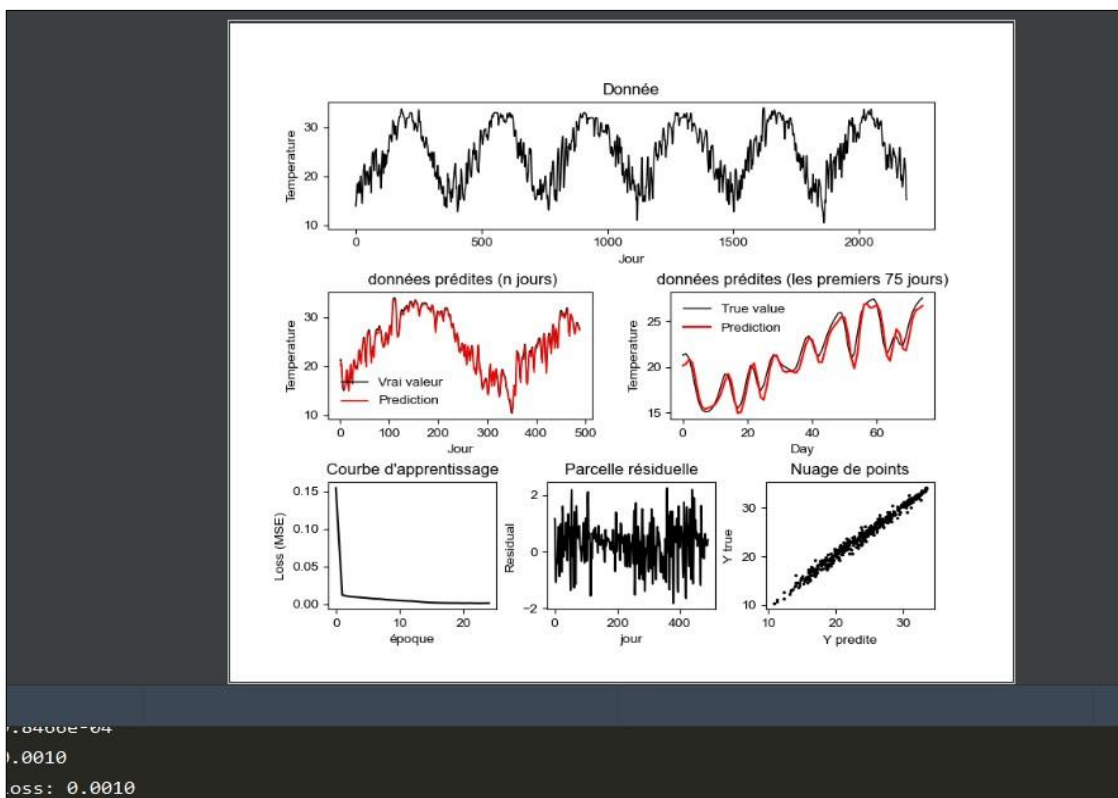 Donnée
Temperature
30
20
10
0
500
1000
1500
2000
Jour
données prédites (n jours)
Temperature
30
20
10
Vrai valeur
Prediction
0
100
200
300
400
500
Jour
données prédites (les premiers 75 jours)
Temperature
25
20
15
True value
Prediction
0
20
40
60
Day
Courbe d'apprentissage
Loss (MSE)
0.15
0.10
0.05
0.00
0
10
20
époque
Parcelle résiduelle
Residual
2
0
−2
0
200
400
jour
Nuage de points
Y true
30
20
10
10
20
30
Y predite
.8466e-04
.0010
oss: 0.0010